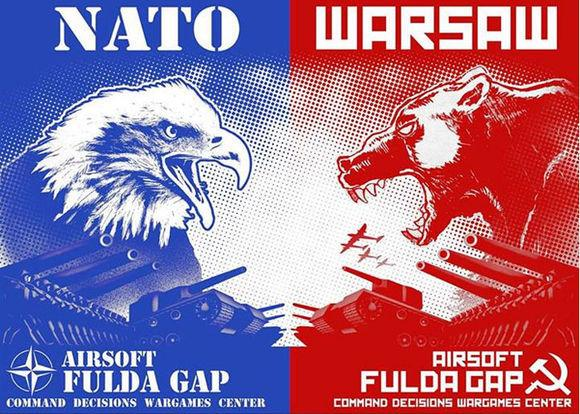 NATO
AIRSOFT
FULDA GAP
COMMAND DECISIONS WARGAMES CENTER
WARSAW
AIRSOFT
FULDA GAP
COMMAND DECISIONS WARGAMES CENTER